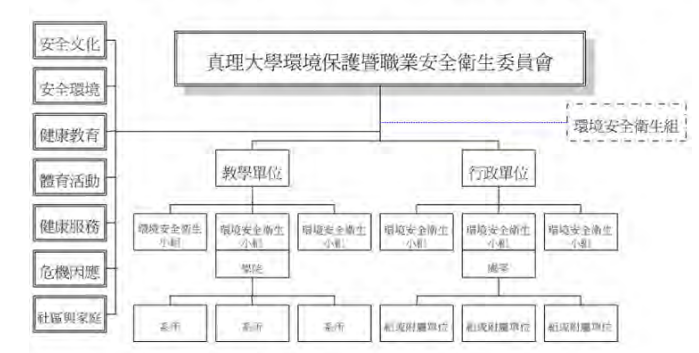 真理大學環境保護暨職業安全衛生委員會
環境安全衛生組
安全文化
安全環境
健康教育
體育活動
健康服務
危機因應
社區與家庭
教學單位
行政單位
環境安全衛生
小組
環境安全衛生
小組
環境安全衛生
小組
環境安全衛生
小組
環境安全衛生
小組
環境安全衛生
小組
學院
處室
系所
系所
系所
組或附屬單位
組或附屬單位
組或附屬單位